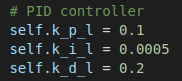 # PID controller
self.k_p_l = 0.1
self.k_i_l = 0.0005
self.k_d_l = 0.2